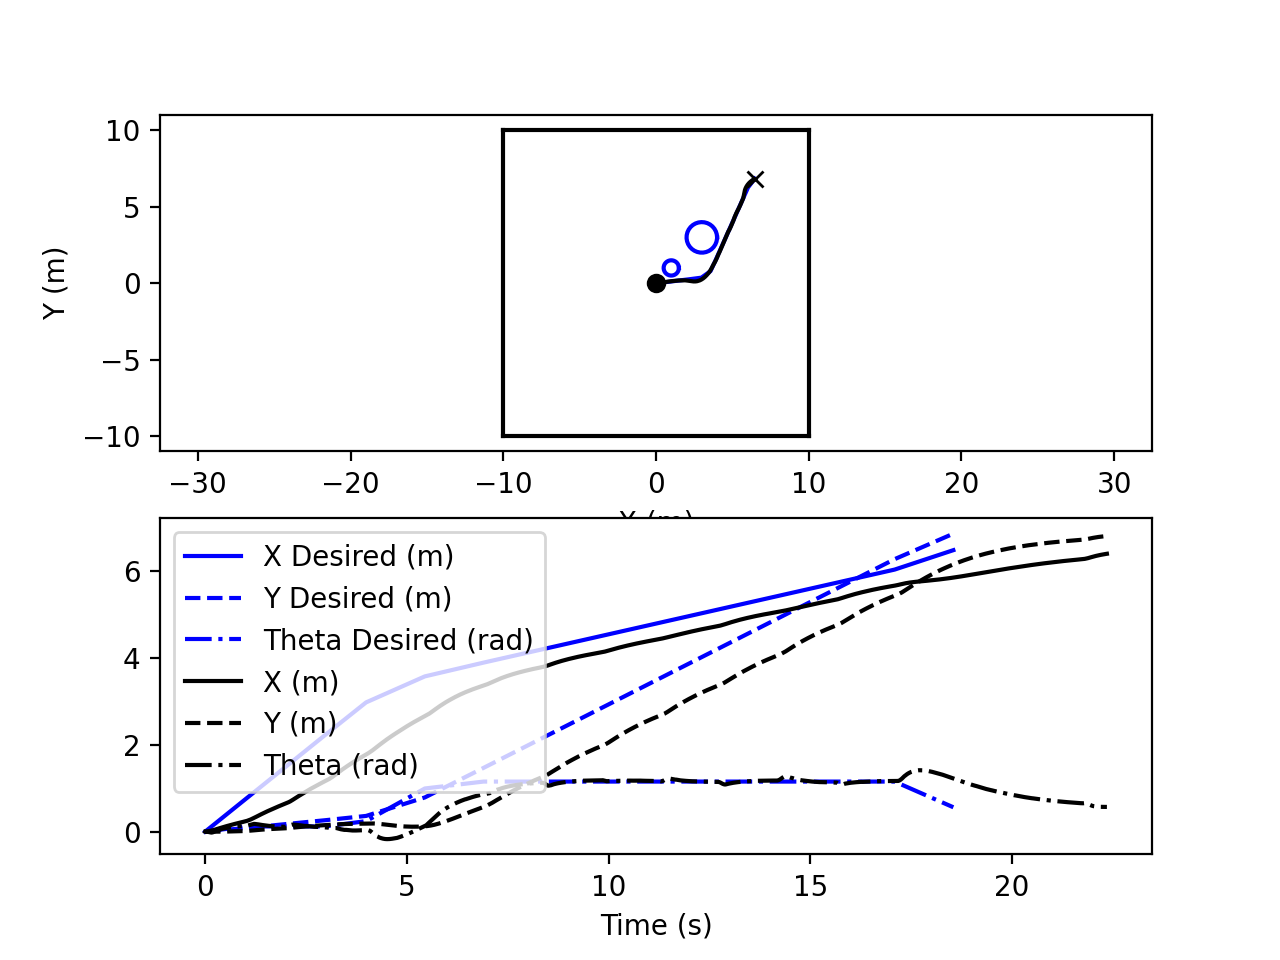 10
5
0
−5
−10
Y (m)
−30 −20 −10 0 10 20 30
X (m)
6
4
2
0
X Desired (m)
Y Desired (m)
Theta Desired (rad)
X (m)
Y (m)
Theta (rad)
0 5 10 15 20
Time (s)